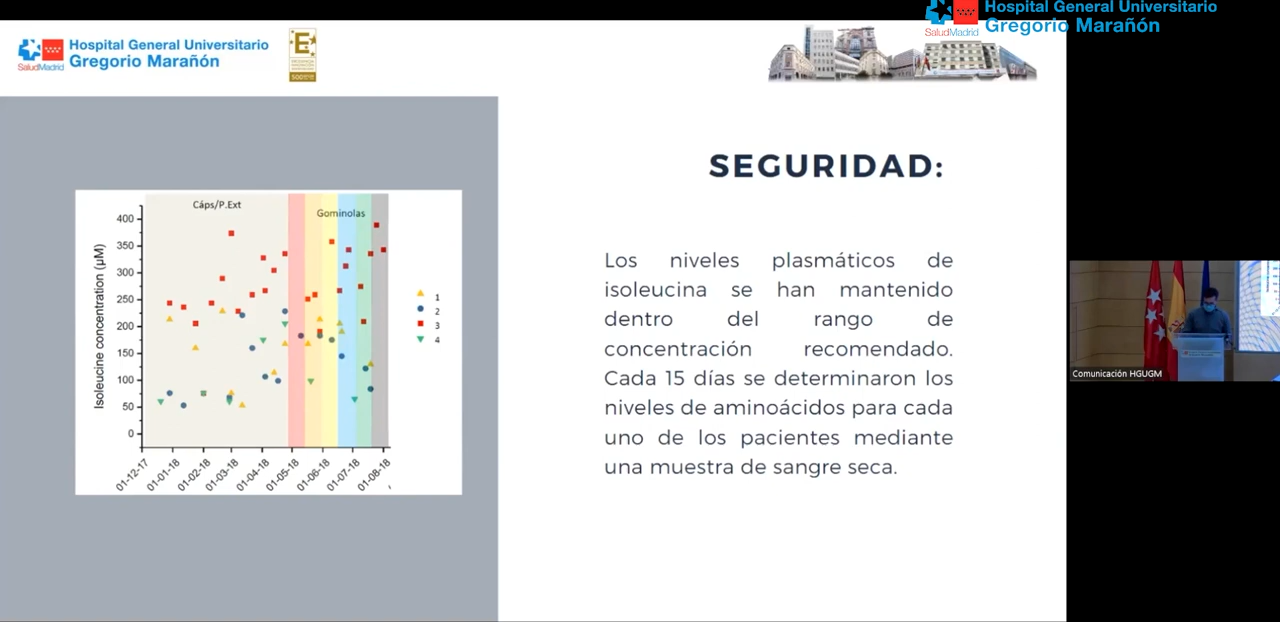 Hospital General Universitario
Gregorio Marañón
SaludMadrid
Hospital General Universitario
Gregorio Marañón
SaludMadrid
E
500
SEGURIDAD:
Los niveles plasmáticos de
isoleucina se han mantenido
dentro del rango de
concentración recomendado.
Cada 15 días se determinaron los
niveles de aminoácidos para cada
uno de los pacientes mediante
una muestra de sangre seca.
Cáps/P.Ext
Gominolas
Isoleucine concentration (µM)
400
350
300
250
200
150
100
50
0
01-12-17
01-01-18
01-02-18
01-03-18
01-04-18
01-05-18
01-06-18
01-07-18
01-08-18
1
2
3
4
Comunicación HGUGM